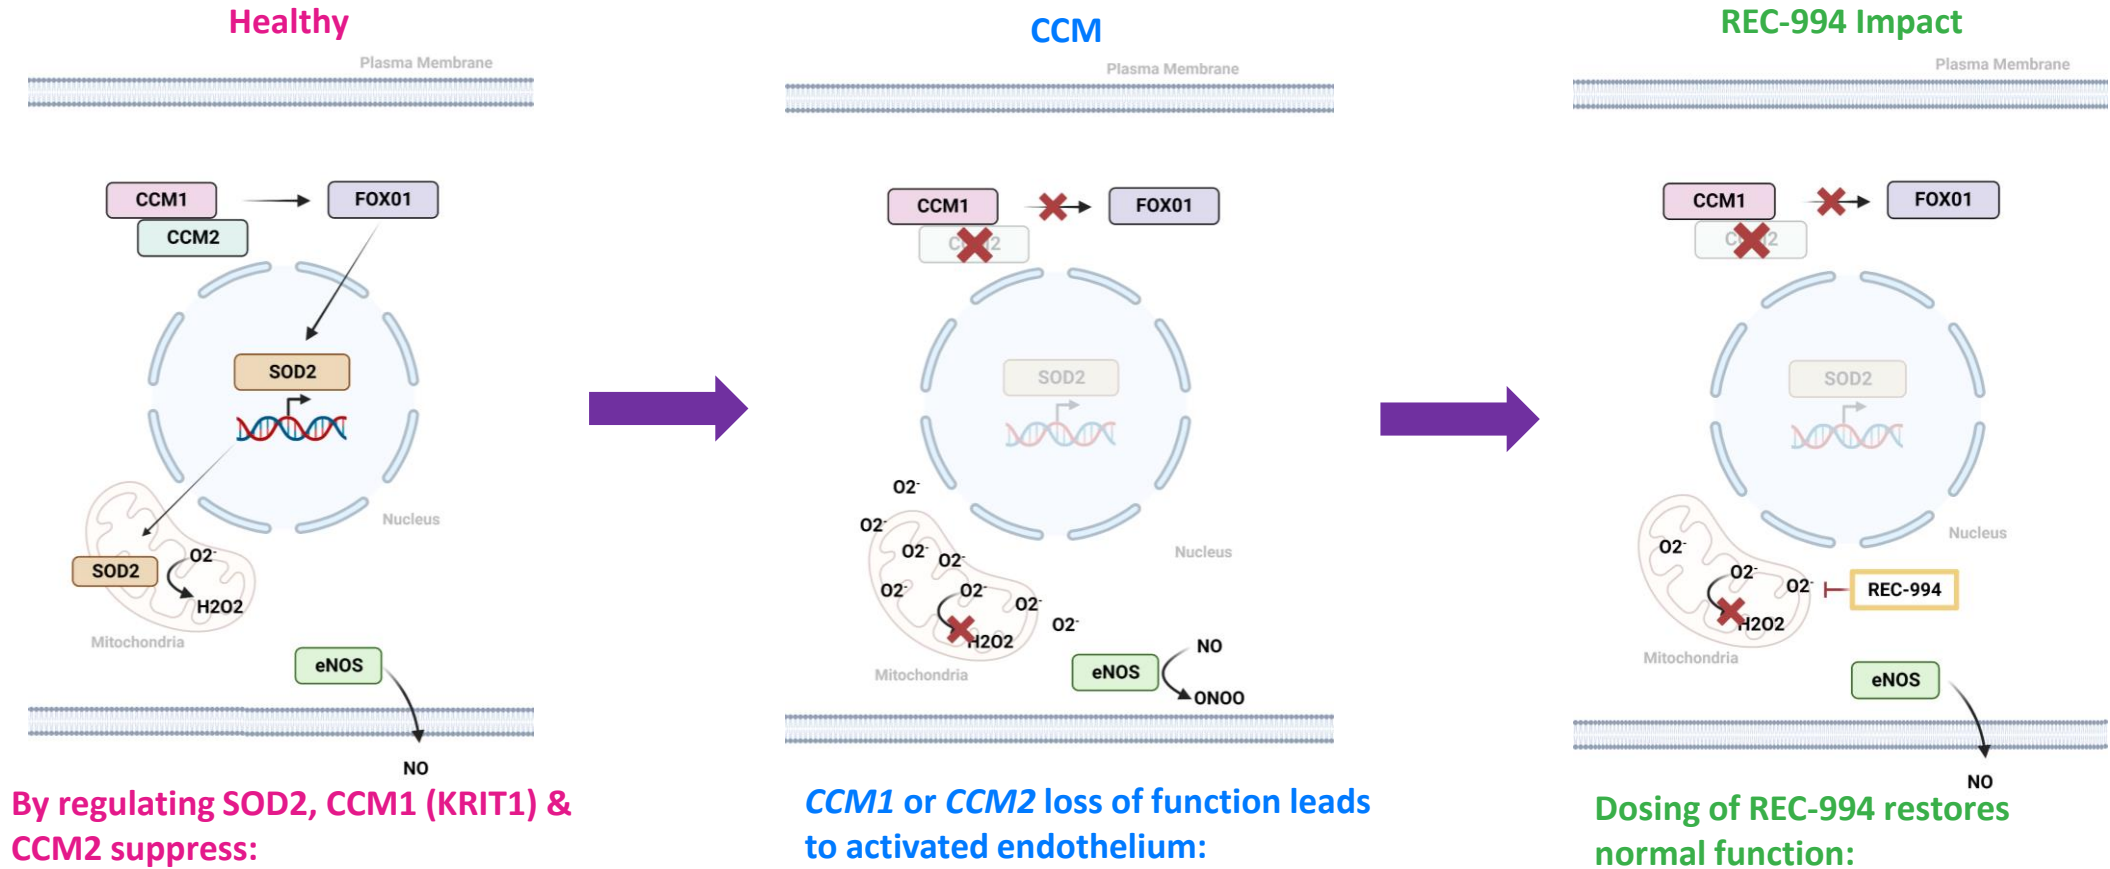 Healthy
Plasma Membrane
CCM1
FOX01
CCM2
SOD2
Nucleus
O2-
SOD2
H2O2
Mitochondria
eNOS
NO
By regulating SOD2, CCM1 (KRIT1) &
CCM2 suppress:
CCM
Plasma Membrane
CCM1
FOX01
CCM2
SOD2
O2-
O2-
Nucleus
O2-
O2-
O2-
O2-
O2-
O2-
H2O2
NO
Mitochondria
eNOS
ONOO
CCM1 or CCM2 loss of function leads
to activated endothelium:
REC-994 Impact
Plasma Membrane
CCM1
FOX01
CCM2
SOD2
Nucleus
O2-
O2-
O2-
REC-994
H2O2
Mitochondria
eNOS
NO
Dosing of REC-994 restores
normal function: